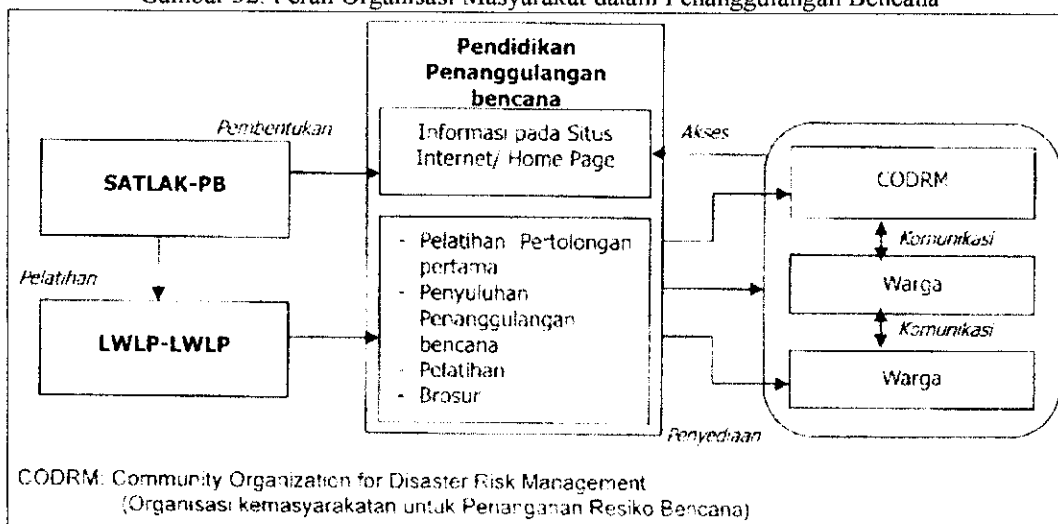 Gambar 52. Peran Organisasi Masyarakat dalam Penanggulangan Bencana
Pendidikan
Penanggulangan
bencana
Pembentukan
Informasi pada Situs
Internet/ Home Page
Akses
SATLAK-PB
CODRM
- Pelatihan Pertolongan
pertama
- Penyuluhan
Penanggulangan
bencana
- Pelatihan
- Brosur
Komunikasi
Pelatihan
Warga
LWLP-LWLP
Komunikasi
Warga
Penyediaan
CODRM: Community Organization for Disaster Risk Management
(Organisasi kemasyarakatan untuk Penanganan Resiko Bencana)